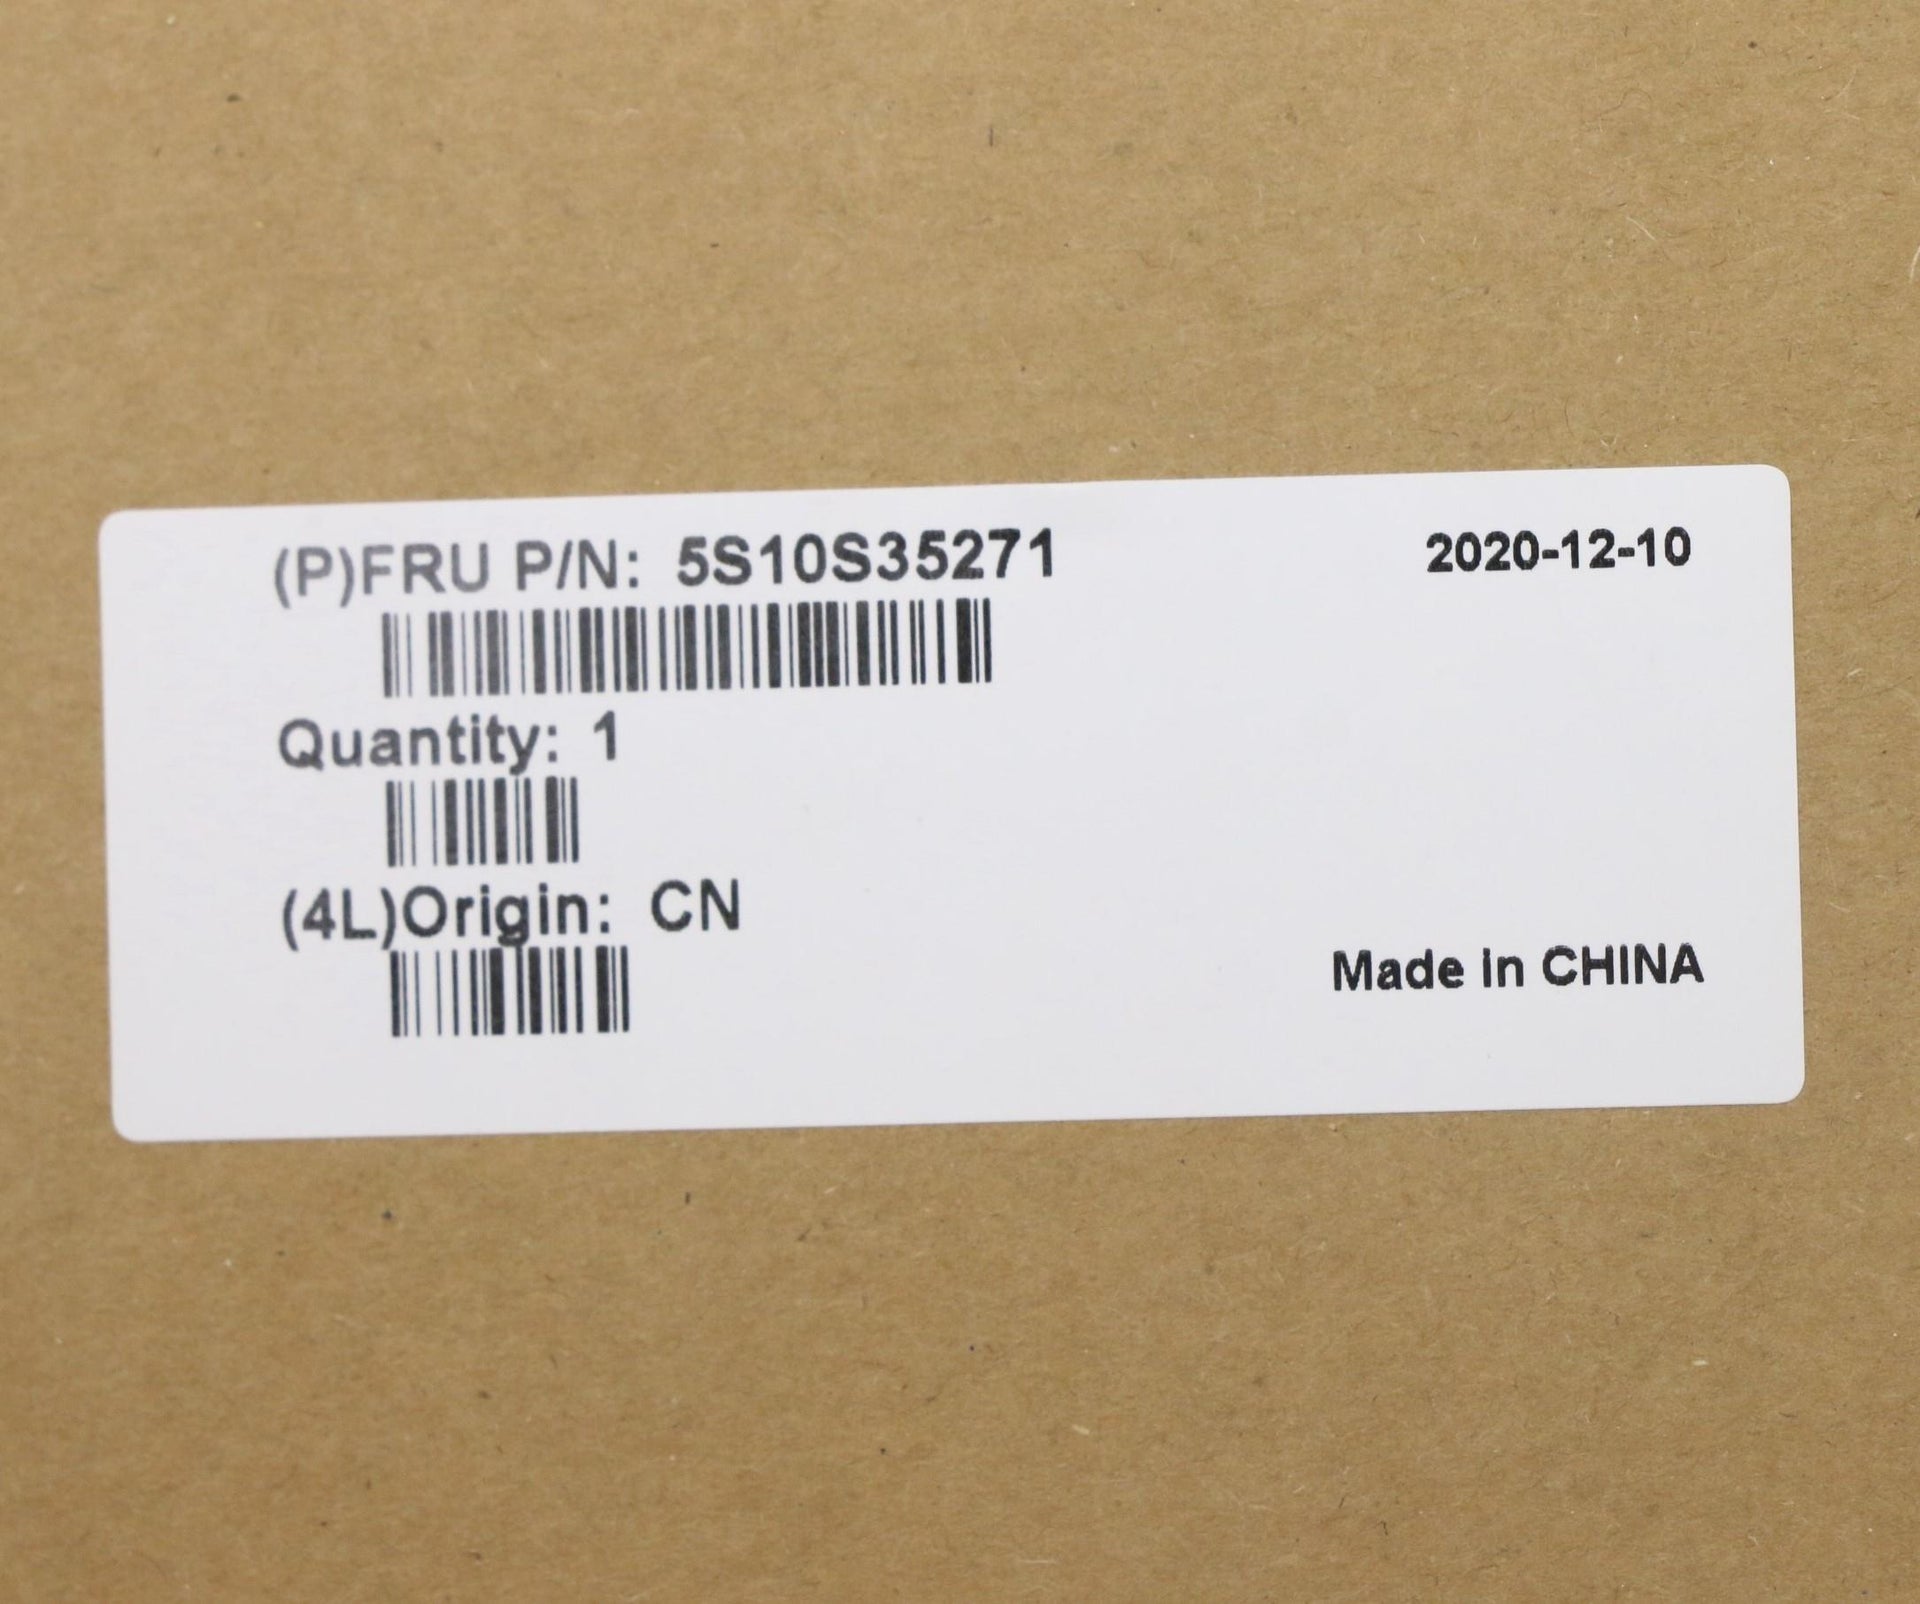 (P)FRU P/N: 5S10S35271
2020-12-10
Quantity: 1
(4L)Origin: CN
Made in CHINA